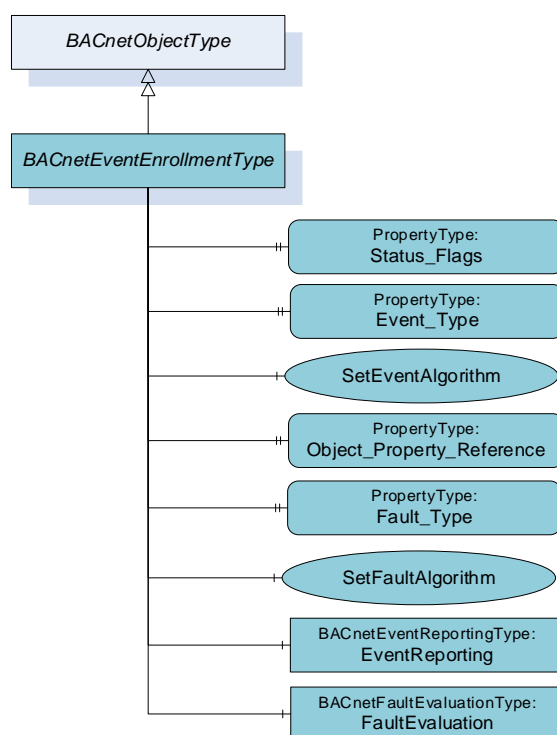 BACnetObjectType
BACnetEventEnrollmentType
PropertyType:
Status_Flags
PropertyType:
Event_Type
SetEventAlgorithm
PropertyType:
Object_Property_Reference
PropertyType:
Fault_Type
SetFaultAlgorithm
BACnetEventReportingType:
EventReporting
BACnetFaultEvaluationType:
FaultEvaluation